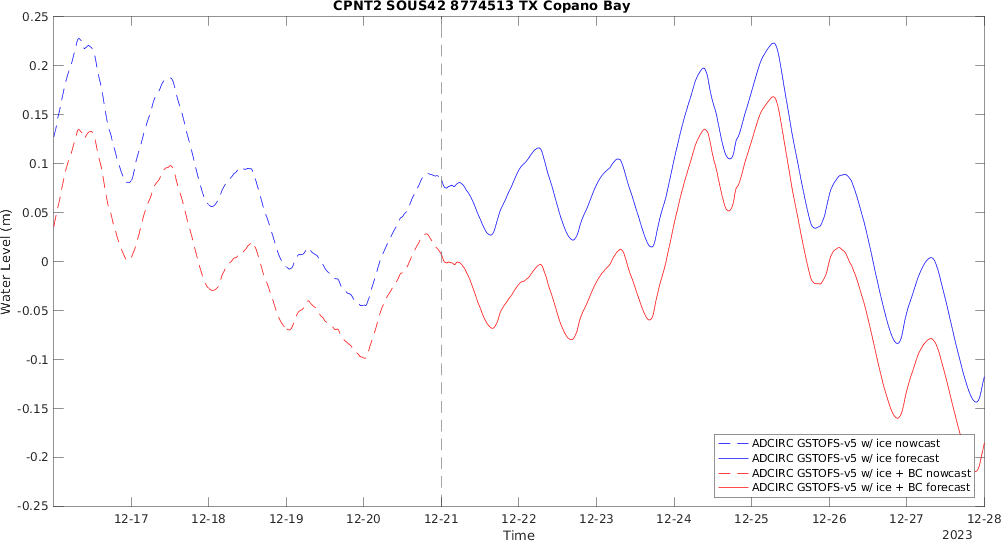 CPNT2 SOUS42 8774513 TX Copano Bay
0.25
0.2
0.15
0.1
0.05
0
-0.05
-0.1
-0.15
-0.2
-0.25
Water Level (m)
ADCIRC GSTOFS-v5 w/ ice nowcast
ADCIRC GSTOFS-v5 w/ ice forecast
ADCIRC GSTOFS-v5 w/ ice + BC nowcast
ADCIRC GSTOFS-v5 w/ ice + BC forecast
12-17 12-18 12-19 12-20 12-21 12-22 12-23 12-24 12-25 12-26 12-27 12-28
Time
2023